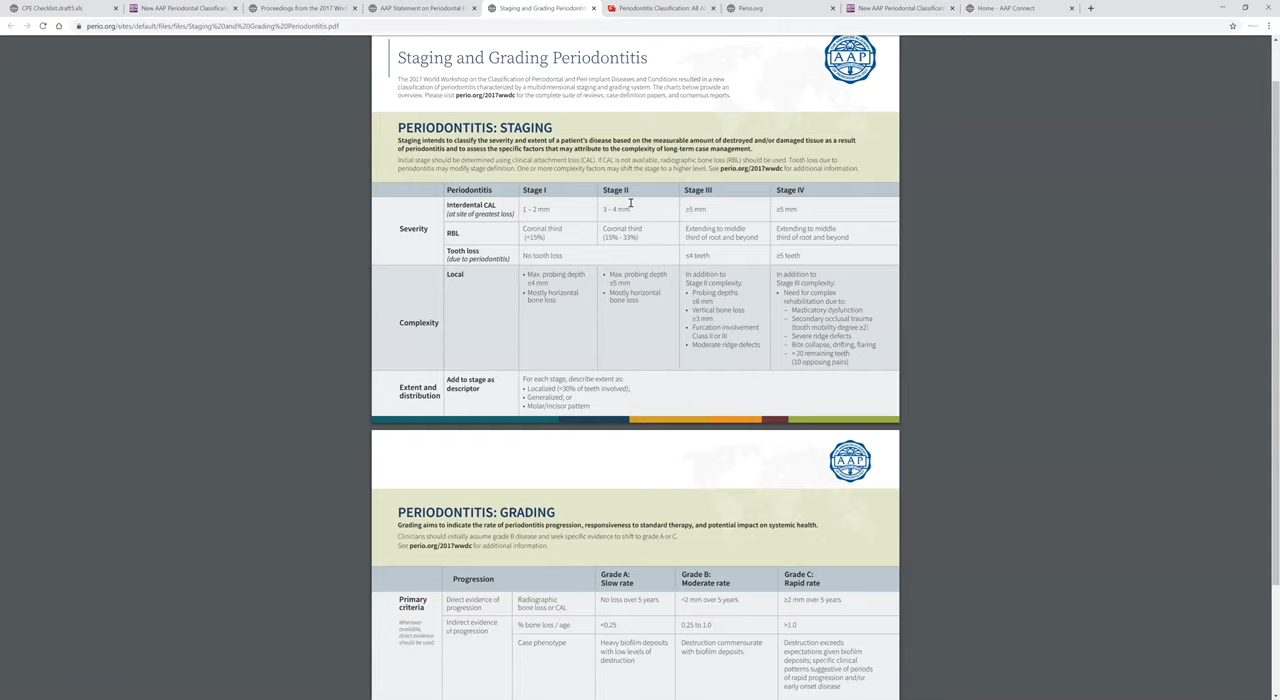 CPE Checklist.draft5.xls
New AAP Periodontal Classificati
Proceedings from the 2017 Wor
AAP Statement on Periodontal
Staging and Grading Periodonti
Periodontitis Classification: All A
Perio.org
New AAP Periodontal Classificati
Home - AAP Connect
perio.org/sites/default/files/files/Staging%20and%20Grading%20Periodontitis.pdf
Staging and Grading Periodontitis
AAP
The 2017 World Workshop on the Classification of Periodontal and Peri-Implant Diseases and Conditions resulted in a new
classification of periodontitis characterized by a multidimensional staging and grading system. The charts below provide an
overview. Please visit perio.org/2017wwdc for the complete suite of reviews, case definition papers, and consensus reports.
PERIODONTITIS: STAGING
Staging intends to classify the severity and extent of a patient's disease based on the measurable amount of destroyed and/or damaged tissue as a result
of periodontitis and to assess the specific factors that may attribute to the complexity of long-term case management.
Initial stage should be determined using clinical attachment loss (CAL). If CAL is not available, radiographic bone loss (RBL) should be used. Tooth loss due to
periodontitis may modify stage definition. One or more complexity factors may shift the stage to a higher level. See perio.org/2017wwdc for additional information.
Periodontitis Stage I Stage II Stage III Stage IV
Severity
Interdental CAL
(at site of greatest loss)
1 – 2 mm 3 – 4 mm ≥5 mm ≥5 mm
RBL
Coronal third
(<15%)
Coronal third
(15% - 33%)
Extending to middle
third of root and beyond
Extending to middle
third of root and beyond
Tooth loss
(due to periodontitis)
No tooth loss ≤4 teeth ≥5 teeth
Complexity
Local
• Max. probing depth
≤4 mm
• Mostly horizontal
bone loss
• Max. probing depth
≤5 mm
• Mostly horizontal
bone loss
In addition to
Stage II complexity:
• Probing depths
≥6 mm
• Vertical bone loss
≥3 mm
• Furcation involvement
Class II or III
• Moderate ridge defects
In addition to
Stage III complexity:
• Need for complex
rehabilitation due to:
– Masticatory dysfunction
– Secondary occlusal trauma
(tooth mobility degree ≥2)
– Severe ridge defects
– Bite collapse, drifting, flaring
– < 20 remaining teeth
(10 opposing pairs)
Extent and
distribution
Add to stage as
descriptor
For each stage, describe extent as:
• Localized (<30% of teeth involved);
• Generalized; or
• Molar/incisor pattern
AAP
PERIODONTITIS: GRADING
Grading aims to indicate the rate of periodontitis progression, responsiveness to standard therapy, and potential impact on systemic health.
Clinicians should initially assume grade B disease and seek specific evidence to shift to grade A or C.
See perio.org/2017wwdc for additional information.
Progression
Grade A:
Slow rate
Grade B:
Moderate rate
Grade C:
Rapid rate
Primary
criteria
Whenever
available,
direct evidence
should be used.
Direct evidence of
progression
Radiographic
bone loss or CAL
No loss over 5 years <2 mm over 5 years ≥2 mm over 5 years
Indirect evidence
of progression
% bone loss / age <0.25 0.25 to 1.0 >1.0
Case phenotype
Heavy biofilm deposits
with low levels of
destruction
Destruction commensurate
with biofilm deposits
Destruction exceeds
expectations given biofilm
deposits; specific clinical
patterns suggestive of periods
of rapid progression and/or
early onset disease